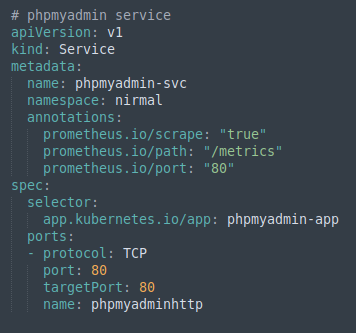 # phpmyadmin service
apiVersion: v1
kind: Service
metadata:
  name: phpmyadmin-svc
  namespace: nirmal
  annotations:
    prometheus.io/scrape: "true"
    prometheus.io/path: "/metrics"
    prometheus.io/port: "80"
spec:
  selector:
    app.kubernetes.io/app: phpmyadmin-app
  ports:
  - protocol: TCP
    port: 80
    targetPort: 80
    name: phpmyadminhttp